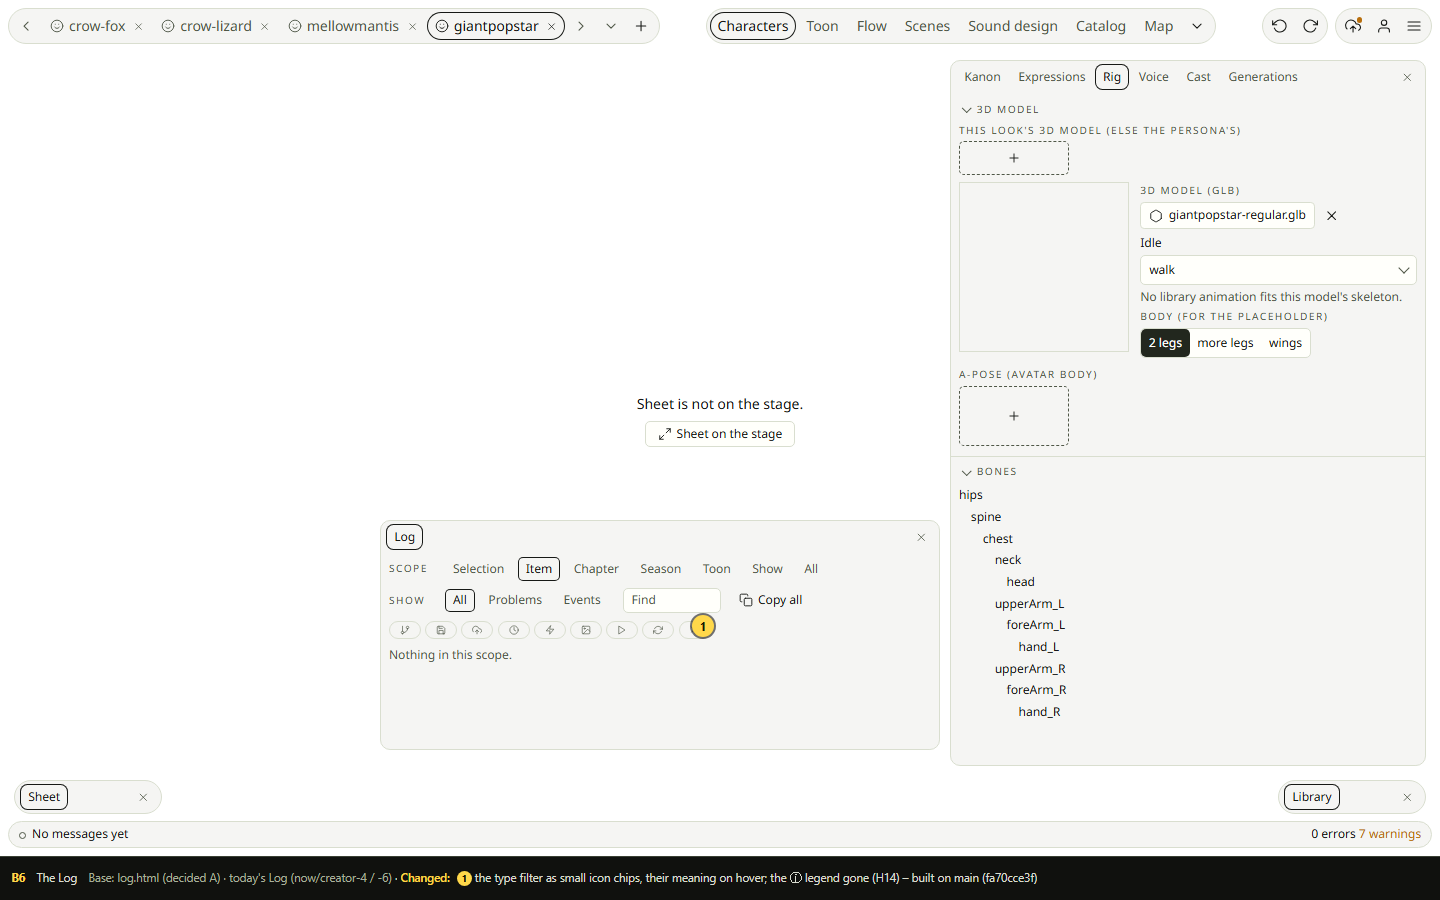 crow-fox
crow-lizard
mellowmantis
giantpopstar
Characters
Toon
Flow
Scenes
Sound design
Catalog
Map
Kanon
Expressions
Rig
Voice
Cast
Generations
3D MODEL
THIS LOOK'S 3D MODEL (ELSE THE PERSONA'S)
3D MODEL (GLB)
giantpopstar-regular.glb
Idle
walk
No library animation fits this model's skeleton.
BODY (FOR THE PLACEHOLDER)
2 legs
more legs
wings
A-POSE (AVATAR BODY)
BONES
hips
spine
chest
neck
head
upperArm_L
foreArm_L
hand_L
upperArm_R
foreArm_R
hand_R
Sheet is not on the stage.
Sheet on the stage
Log
SCOPE Selection Item Chapter Season Toon Show All
SHOW All Problems Events Find Copy all
1
Nothing in this scope.
Sheet
Library
No messages yet
0 errors 7 warnings
B6 The Log Base: log.html (decided A) · today's Log (now/creator-4 / -6) · Changed: 1 the type filter as small icon chips, their meaning on hover; the ⓘ legend gone (H14) – built on main (fa70cce3f)